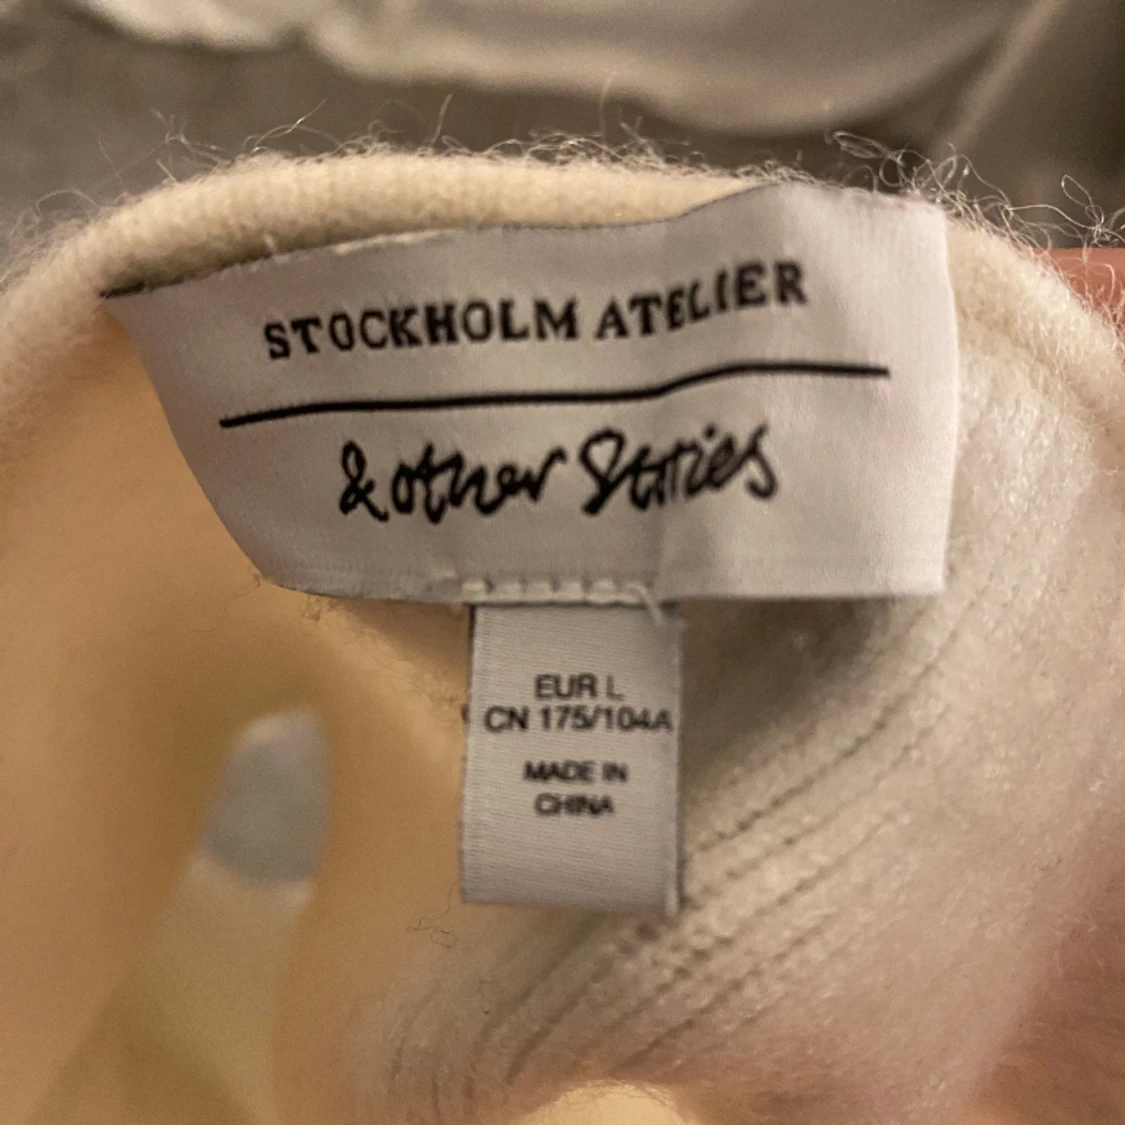 STOCKHOLM ATELIER
& other Stories
EUR L
CN 175/104A
MADE IN
CHINA